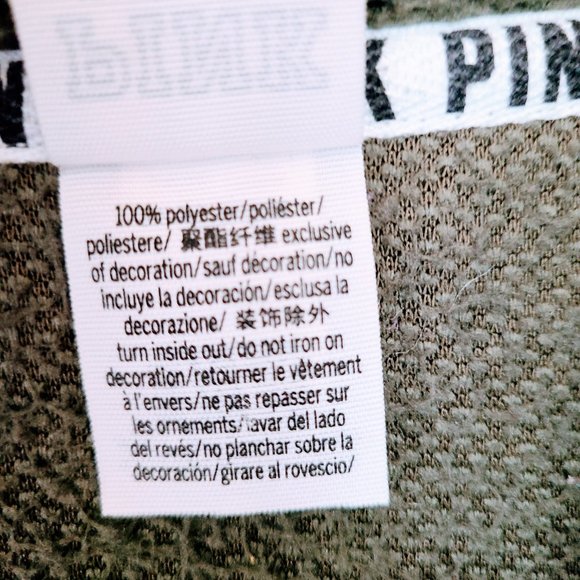 PINK
K PIN
100% polyester/poliéster/
poliestere/ 聚酯纤维 exclusive
of decoration/sauf décoration/no
incluye la decoración/esclusa la
decorazione/ 装饰除外
turn inside out/do not iron on
decoration/retourner le vêtement
à l'envers/ne pas repasser sur
les ornements/lavar del lado
del revés/no planchar sobre la
decoración/girare al rovescio/